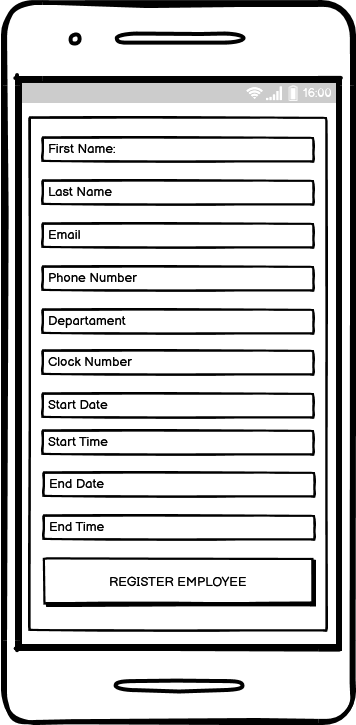 16:00
First Name:
Last Name
Email
Phone Number
Departament
Clock Number
Start Date
Start Time
End Date
End Time
REGISTER EMPLOYEE